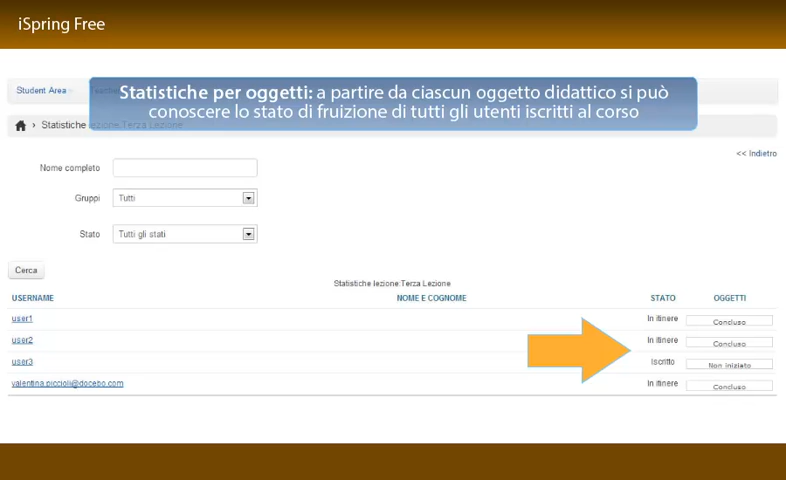 iSpring Free
Statistiche per oggetti: a partire da ciascun oggetto didattico si può
conoscere lo stato di fruizione di tutti gli utenti iscritti al corso
Student Area
Statistiche lezione:Terza Lezione
<< Indietro
Nome completo
Gruppi Tutti
Stato Tutti gli stati
Cerca
Statistiche lezione:Terza Lezione
USERNAME NOME E COGNOME STATO OGGETTI
user1 In itinere Concluso
user2 In itinere Concluso
user3 Iscritto Non iniziato
valentina.piccioli@docebo.com In itinere Concluso